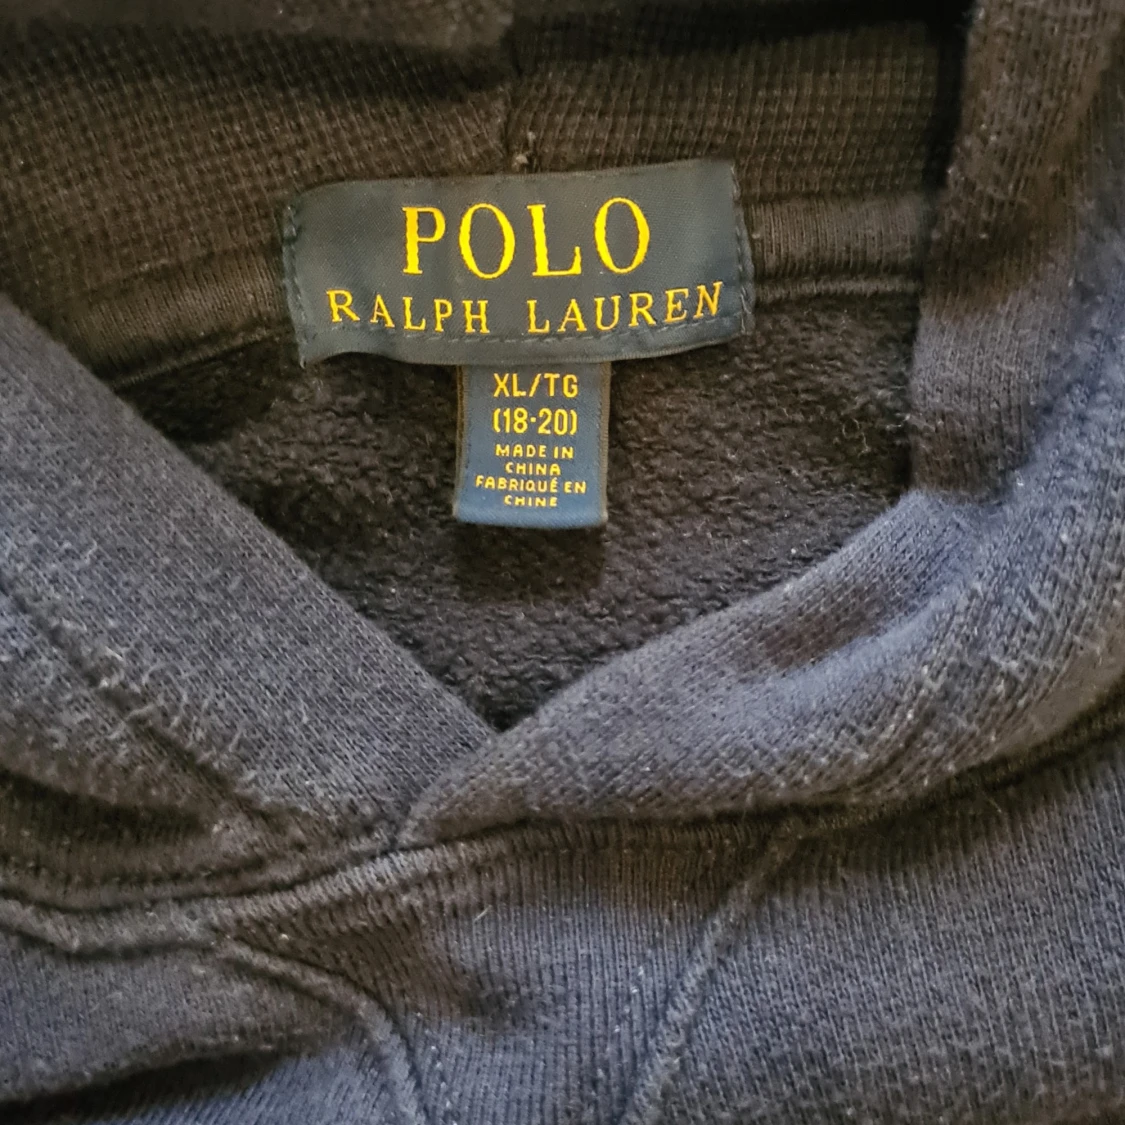 POLO
RALPH LAUREN
XL/TG
(18-20)
MADE IN
CHINA
FABRIQUÉ EN
CHINE